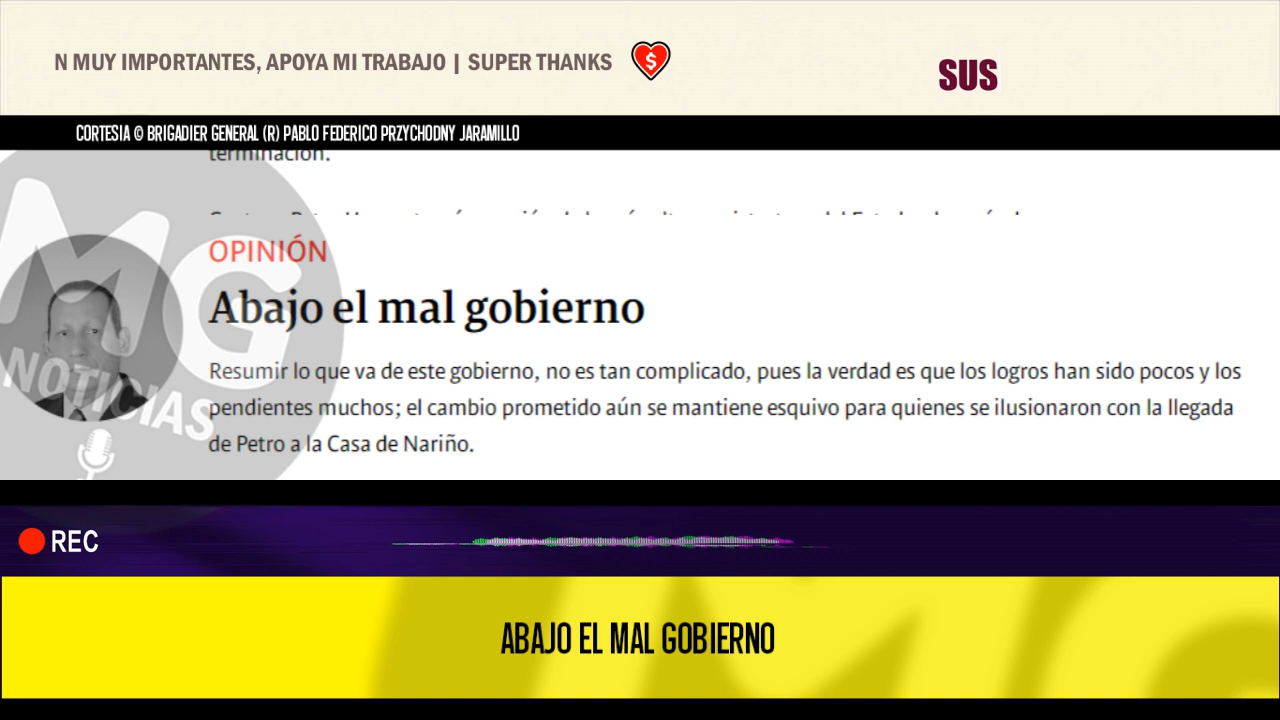 N MUY IMPORTANTES, APOYA MI TRABAJO | SUPER THANKS
SUS
CORTESIA © BRIGADIER GENERAL (R) PABLO FEDERICO PRZYCHODNY JARAMILLO
terminación.
OPINIÓN
Abajo el mal gobierno
Resumir lo que va de este gobierno, no es tan complicado, pues la verdad es que los logros han sido pocos y los
pendientes muchos; el cambio prometido aún se mantiene esquivo para quienes se ilusionaron con la llegada
de Petro a la Casa de Nariño.
MG
NOTICIAS
REC
ABAJO EL MAL GOBIERNO